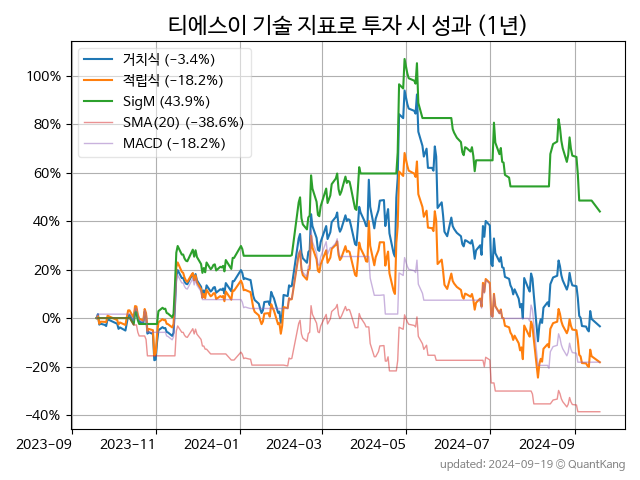 티에스이 기술 지표로 투자 시 성과 (1년)
거치식 (−3.4%)
적립식 (−18.2%)
SigM (43.9%)
SMA(20) (−38.6%)
MACD (−18.2%)
100%
80%
60%
40%
20%
0%
−20%
−40%
2023-09 2023-11 2024-01 2024-03 2024-05 2024-07 2024-09
updated: 2024-09-19 © QuantKang